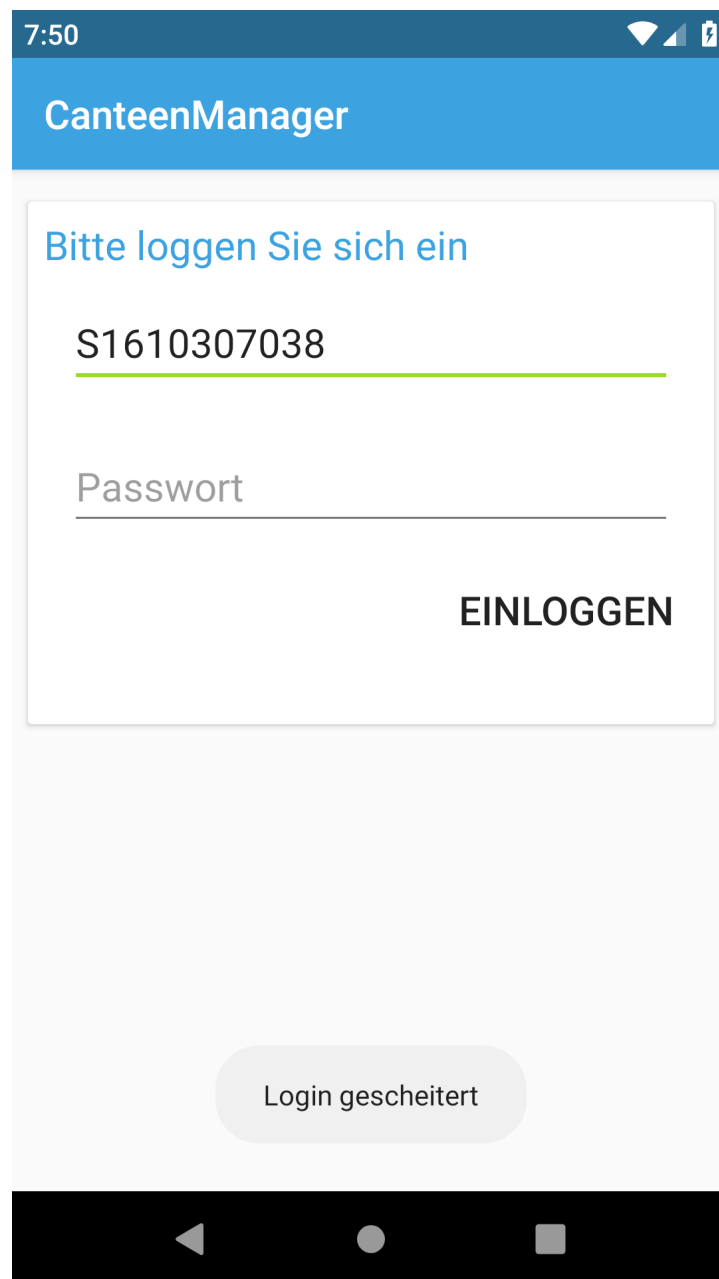 7:50
CanteenManager
Bitte loggen Sie sich ein
S1610307038
Passwort
EINLOGGEN
Login gescheitert